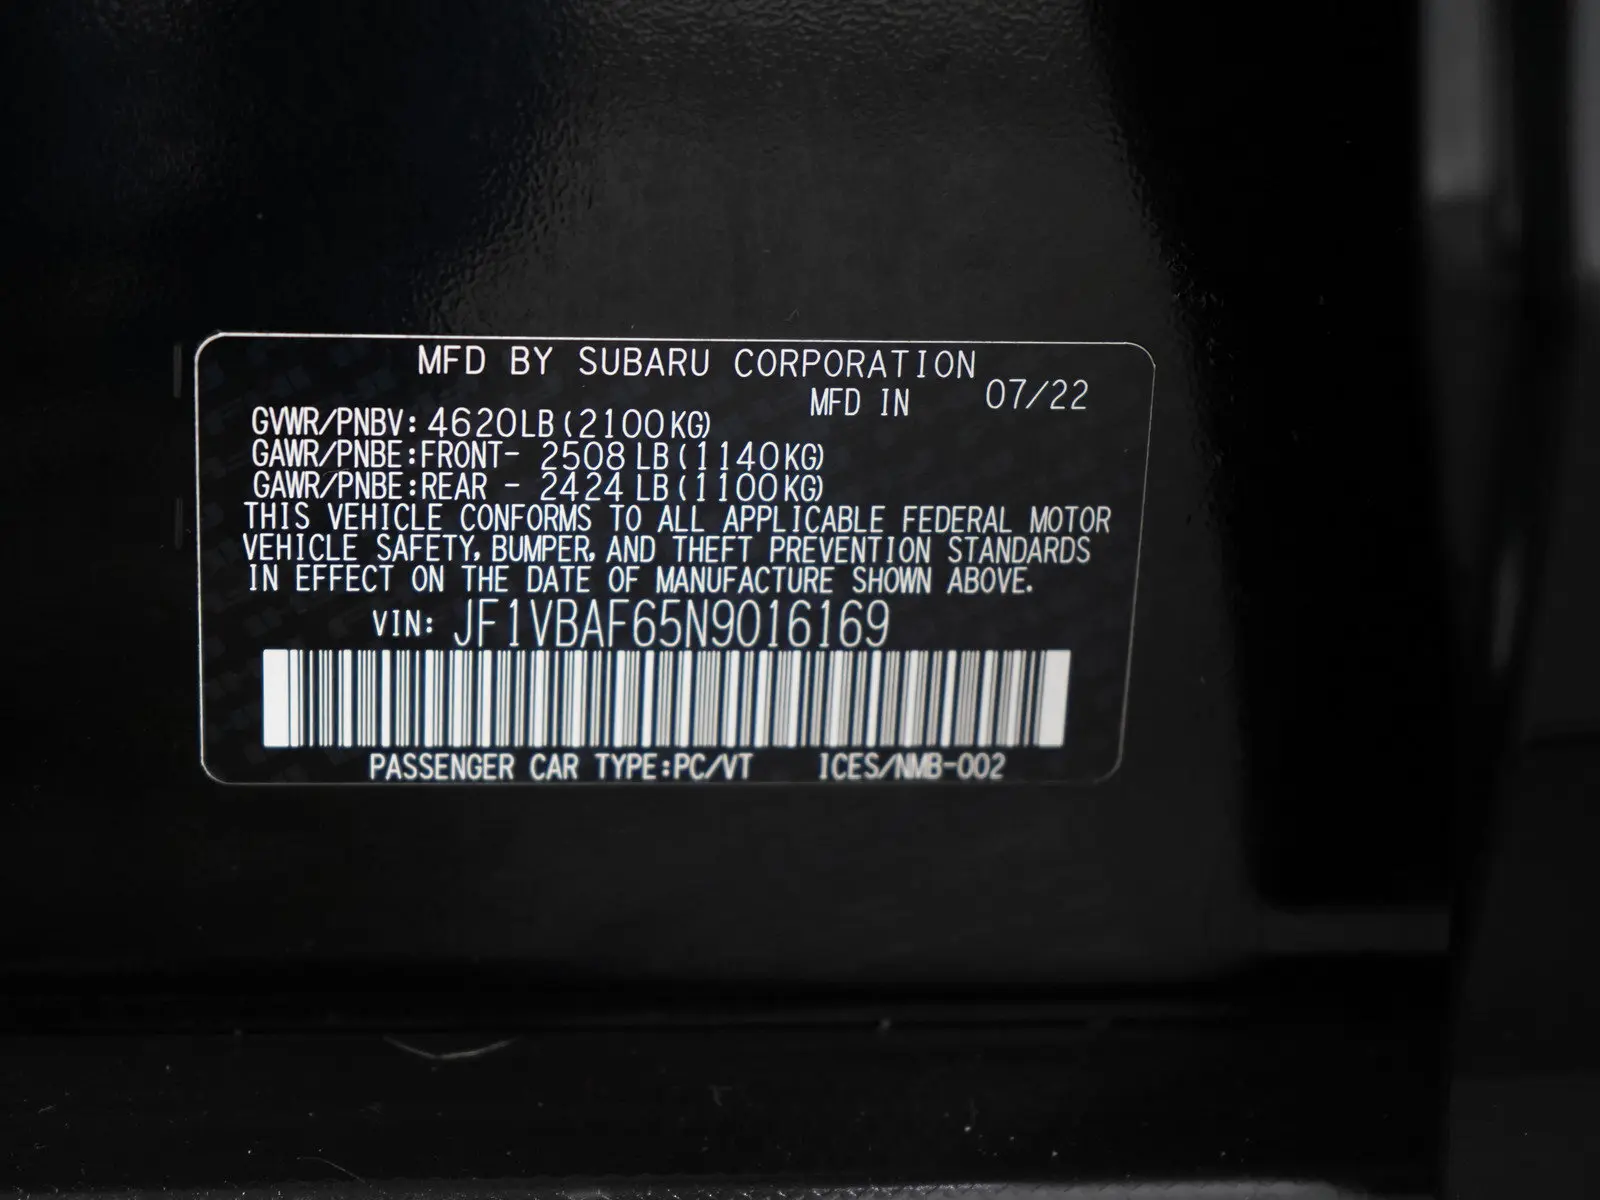 MFD BY SUBARU CORPORATION
MFD IN 07/22
GVWR/PNBV: 4620LB (2100KG)
GAWR/PNBE:FRONT- 2508 LB (1140KG)
GAWR/PNBE:REAR - 2424 LB (1100KG)
THIS VEHICLE CONFORMS TO ALL APPLICABLE FEDERAL MOTOR
VEHICLE SAFETY, BUMPER, AND THEFT PREVENTION STANDARDS
IN EFFECT ON THE DATE OF MANUFACTURE SHOWN ABOVE.
VIN: JF1VBAF65N9016169
PASSENGER CAR TYPE:PC/VT ICES/NMB-002